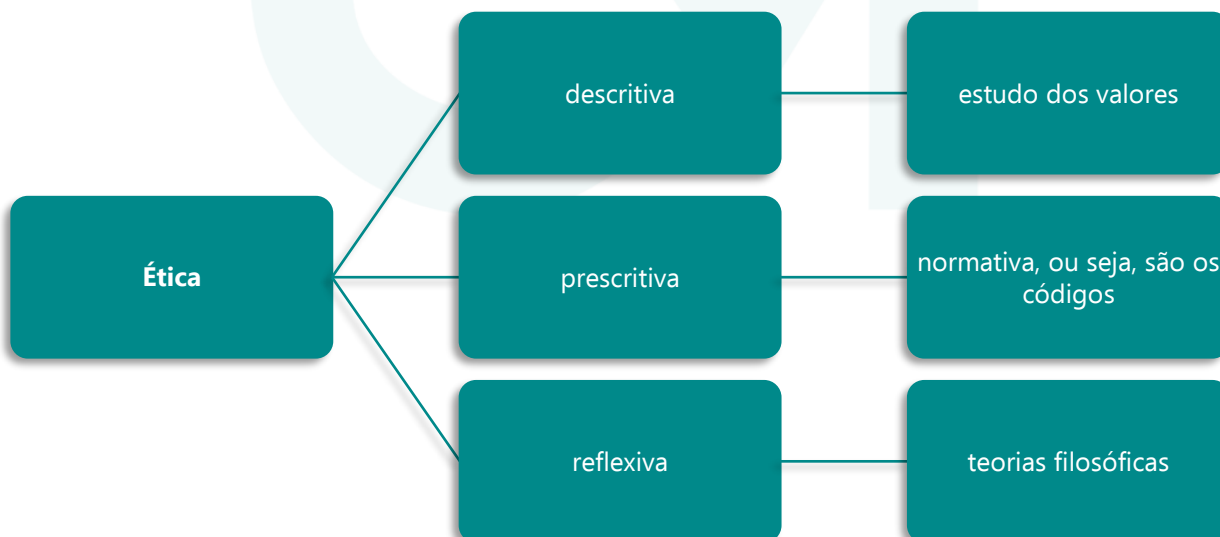 descritiva
estudo dos valores
Ética
prescritiva
normativa, ou seja, são os
códigos
reflexiva
teorias filosóficas